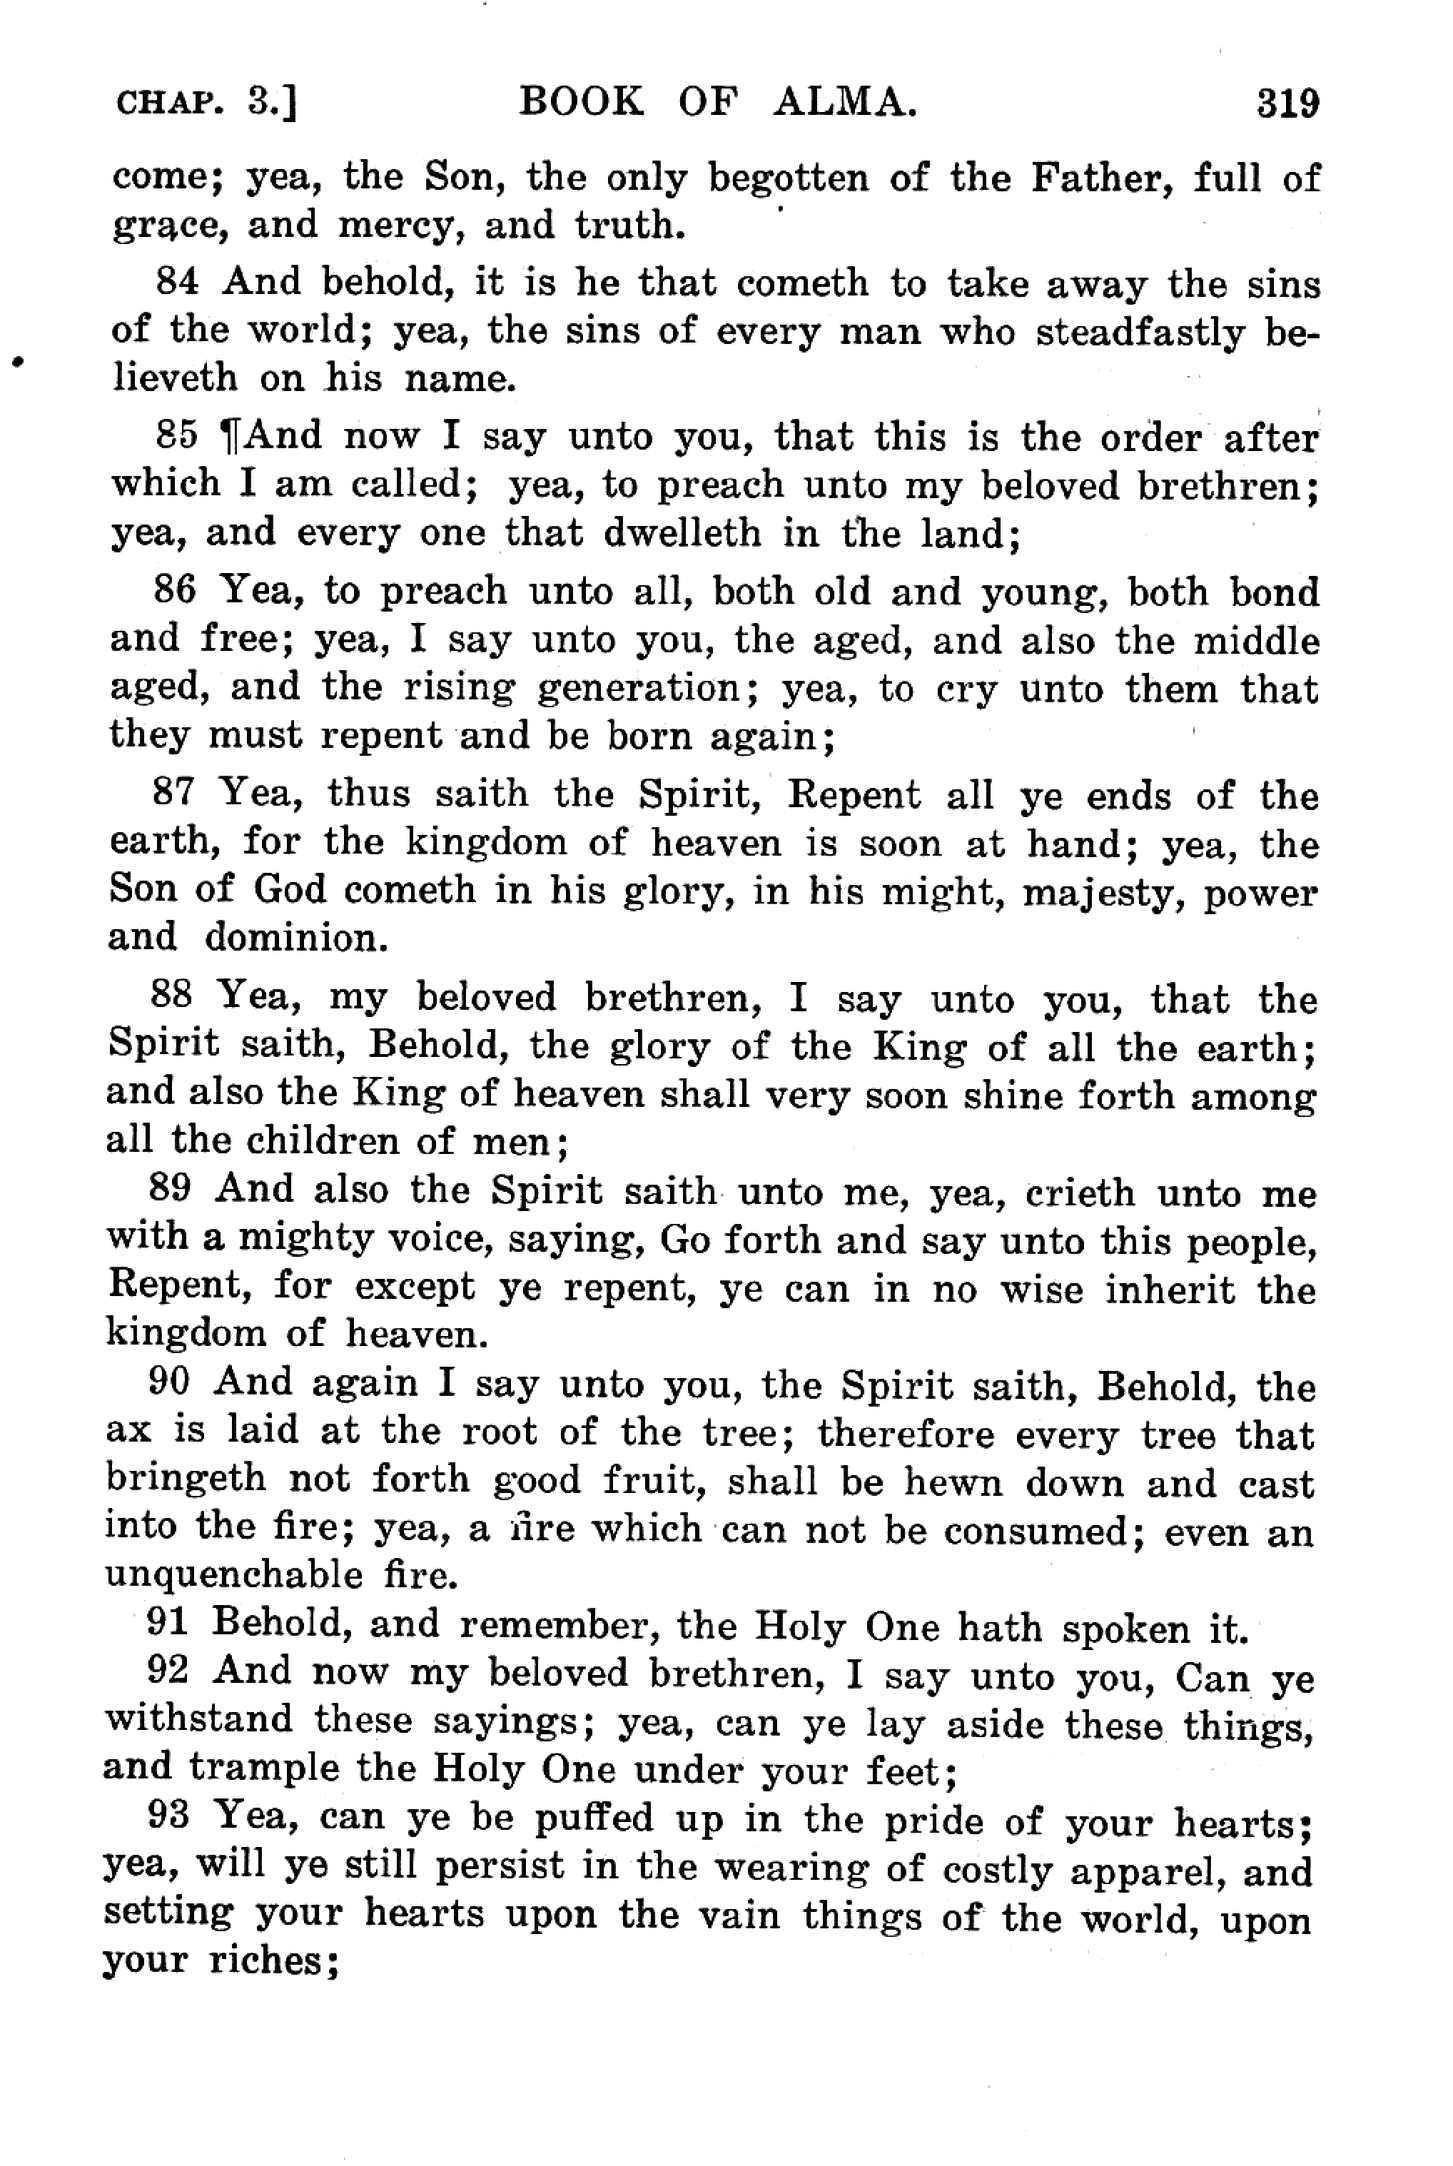 CHAP. 3.] BOOK OF ALMA. 319
come; yea, the Son, the only begotten of the Father, full of
grace, and mercy, and truth.
84 And behold, it is he that cometh to take away the sins
of the world; yea, the sins of every man who steadfastly be-
lieveth on his name.
85 ¶And now I say unto you, that this is the order after
which I am called; yea, to preach unto my beloved brethren;
yea, and every one that dwelleth in the land;
86 Yea, to preach unto all, both old and young, both bond
and free; yea, I say unto you, the aged, and also the middle
aged, and the rising generation; yea, to cry unto them that
they must repent and be born again;
87 Yea, thus saith the Spirit, Repent all ye ends of the
earth, for the kingdom of heaven is soon at hand; yea, the
Son of God cometh in his glory, in his might, majesty, power
and dominion.
88 Yea, my beloved brethren, I say unto you, that the
Spirit saith, Behold, the glory of the King of all the earth;
and also the King of heaven shall very soon shine forth among
all the children of men;
89 And also the Spirit saith unto me, yea, crieth unto me
with a mighty voice, saying, Go forth and say unto this people,
Repent, for except ye repent, ye can in no wise inherit the
kingdom of heaven.
90 And again I say unto you, the Spirit saith, Behold, the
ax is laid at the root of the tree; therefore every tree that
bringeth not forth good fruit, shall be hewn down and cast
into the fire; yea, a fire which can not be consumed; even an
unquenchable fire.
91 Behold, and remember, the Holy One hath spoken it.
92 And now my beloved brethren, I say unto you, Can ye
withstand these sayings; yea, can ye lay aside these things,
and trample the Holy One under your feet;
93 Yea, can ye be puffed up in the pride of your hearts;
yea, will ye still persist in the wearing of costly apparel, and
setting your hearts upon the vain things of the world, upon
your riches;